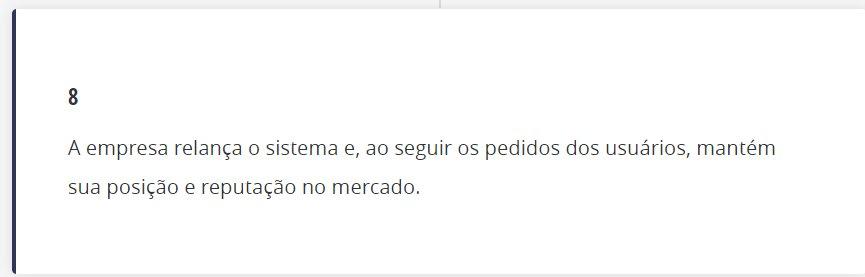 8
A empresa relança o sistema e, ao seguir os pedidos dos usuários, mantém
sua posição e reputação no mercado.